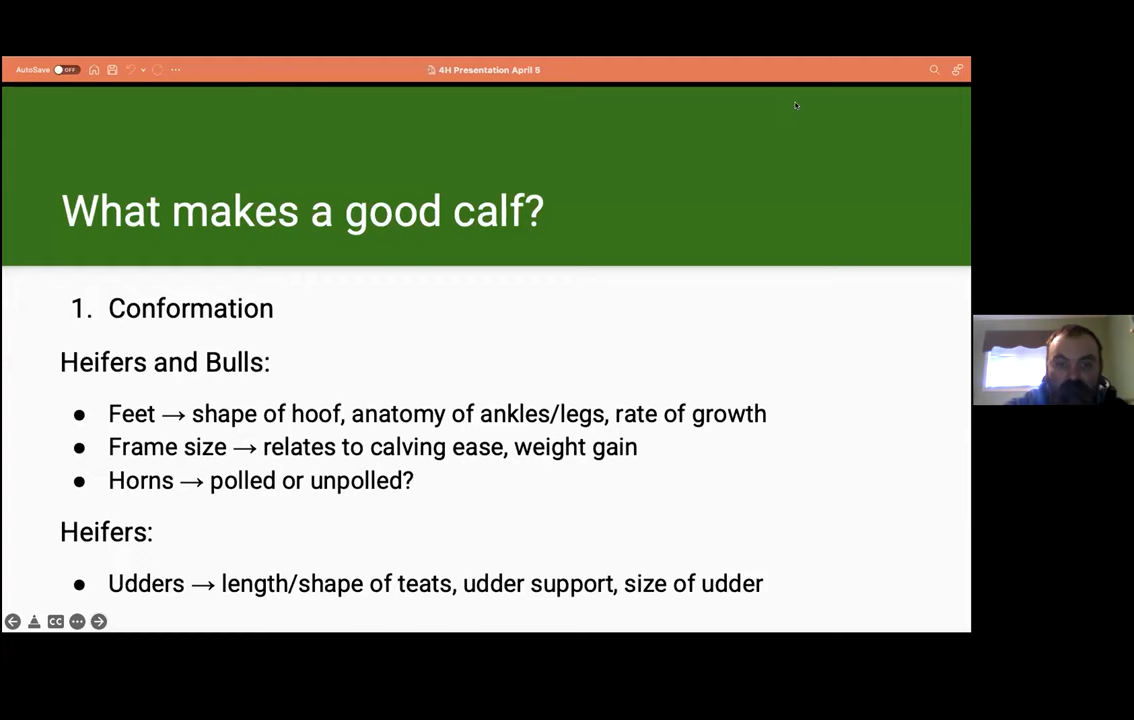 AutoSave OFF
4H Presentation April 5
What makes a good calf?
1. Conformation
Heifers and Bulls:
● Feet → shape of hoof, anatomy of ankles/legs, rate of growth
● Frame size → relates to calving ease, weight gain
● Horns → polled or unpolled?
Heifers:
● Udders → length/shape of teats, udder support, size of udder
CC